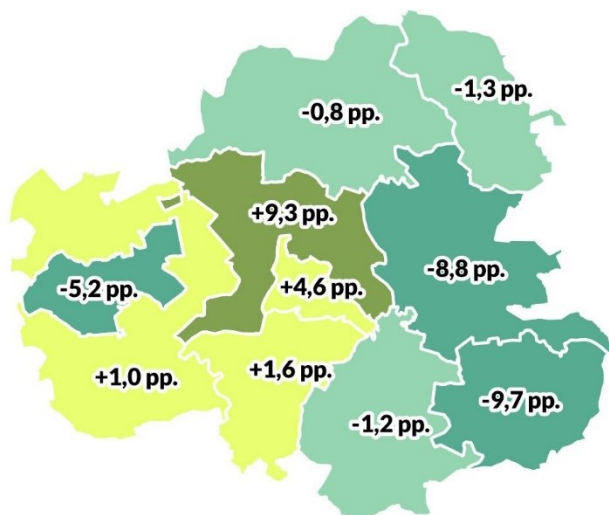 -1,3 pp.
-0,8 pp.
+9,3 pp.
-8,8 pp.
-5,2 pp.
+4,6 pp.
+1,6 pp.
+1,0 pp.
-9,7 pp.
-1,2 pp.